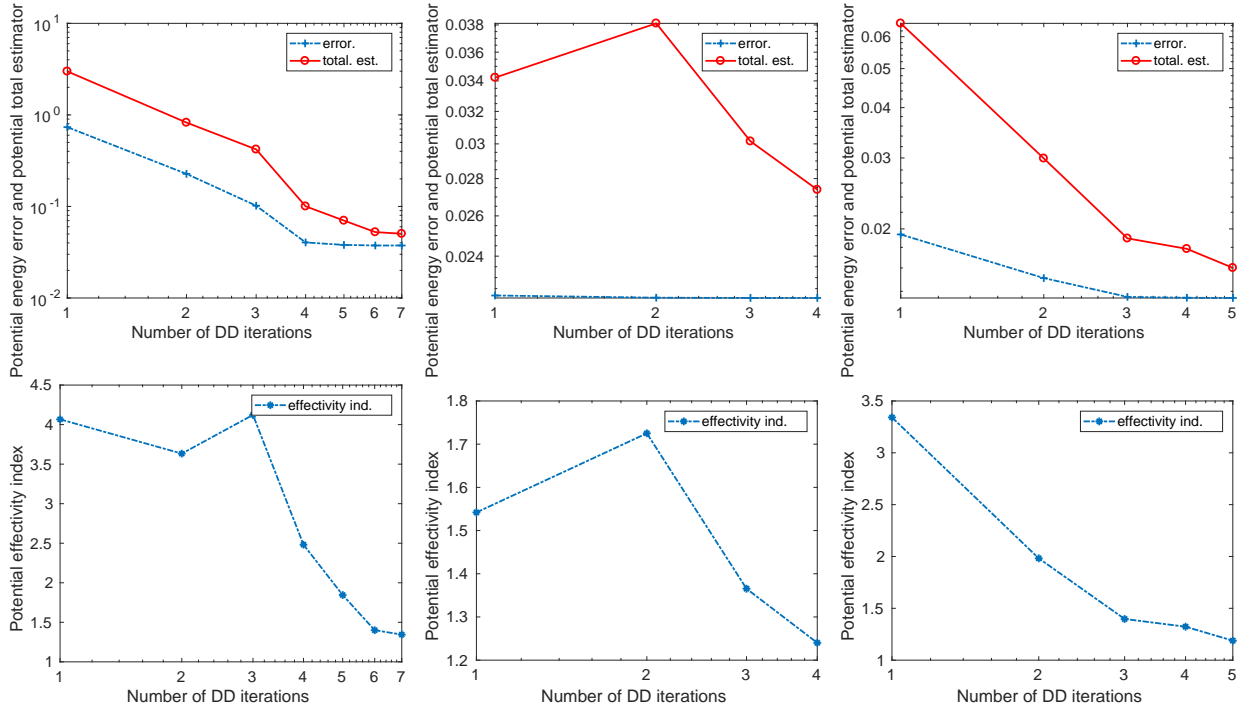 Potential energy error and potential total estimator
10^1
10^0
10^-1
10^-2
error.
total. est.
1 2 3 4 5 6 7
Number of DD iterations
Potential energy error and potential total estimator
0.038
0.034
0.03
0.028
0.026
0.024
error.
total. est.
1 2 3 4
Number of DD iterations
Potential energy error and potential total estimator
0.06
0.05
0.04
0.03
0.02
error.
total. est.
1 2 3 4 5
Number of DD iterations
Potential effectivity index
4.5
4
3.5
3
2.5
2
1.5
1
effectivity ind.
1 2 3 4 5 6 7
Number of DD iterations
Potential effectivity index
1.8
1.7
1.6
1.5
1.4
1.3
1.2
effectivity ind.
1 2 3 4
Number of DD iterations
Potential effectivity index
3.5
3
2.5
2
1.5
1
effectivity ind.
1 2 3 4 5
Number of DD iterations